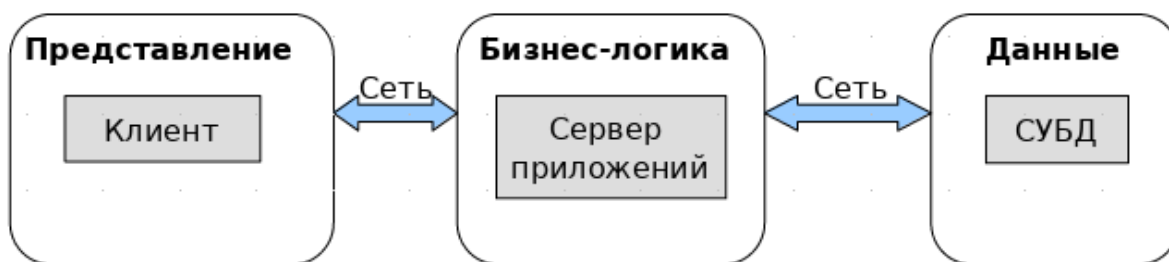 Представление
Бизнес-логика
Данные
Сеть
Сеть
Клиент
Сервер
приложений
СУБД